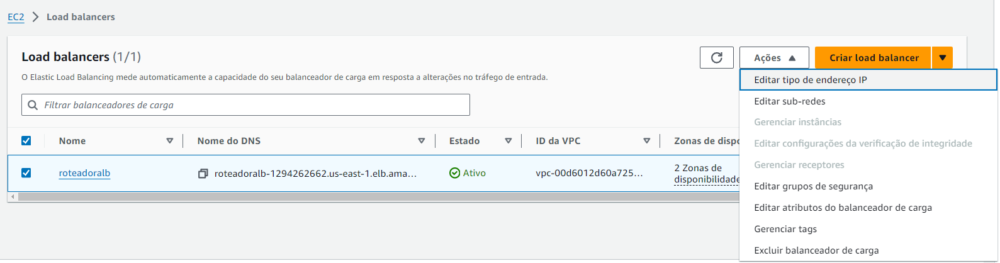 EC2 > Load balancers
Load balancers (1/1)
Ações
Criar load balancer
O Elastic Load Balancing mede automaticamente a capacidade do seu balanceador de carga em resposta a alterações no tráfego de entrada.
Filtrar balanceadores de carga
Nome
Nome do DNS
Estado
ID da VPC
Zonas de dispo
roteadoralb
roteadoralb-1294262662.us-east-1.elb.ama...
Ativo
vpc-00d6012d60a725...
2 Zonas de
disponibilidade
Editar tipo de endereço IP
Editar sub-redes
Gerenciar instâncias
Editar configurações da verificação de integridade
Gerenciar receptores
Editar grupos de segurança
Editar atributos do balanceador de carga
Gerenciar tags
Excluir balanceador de carga